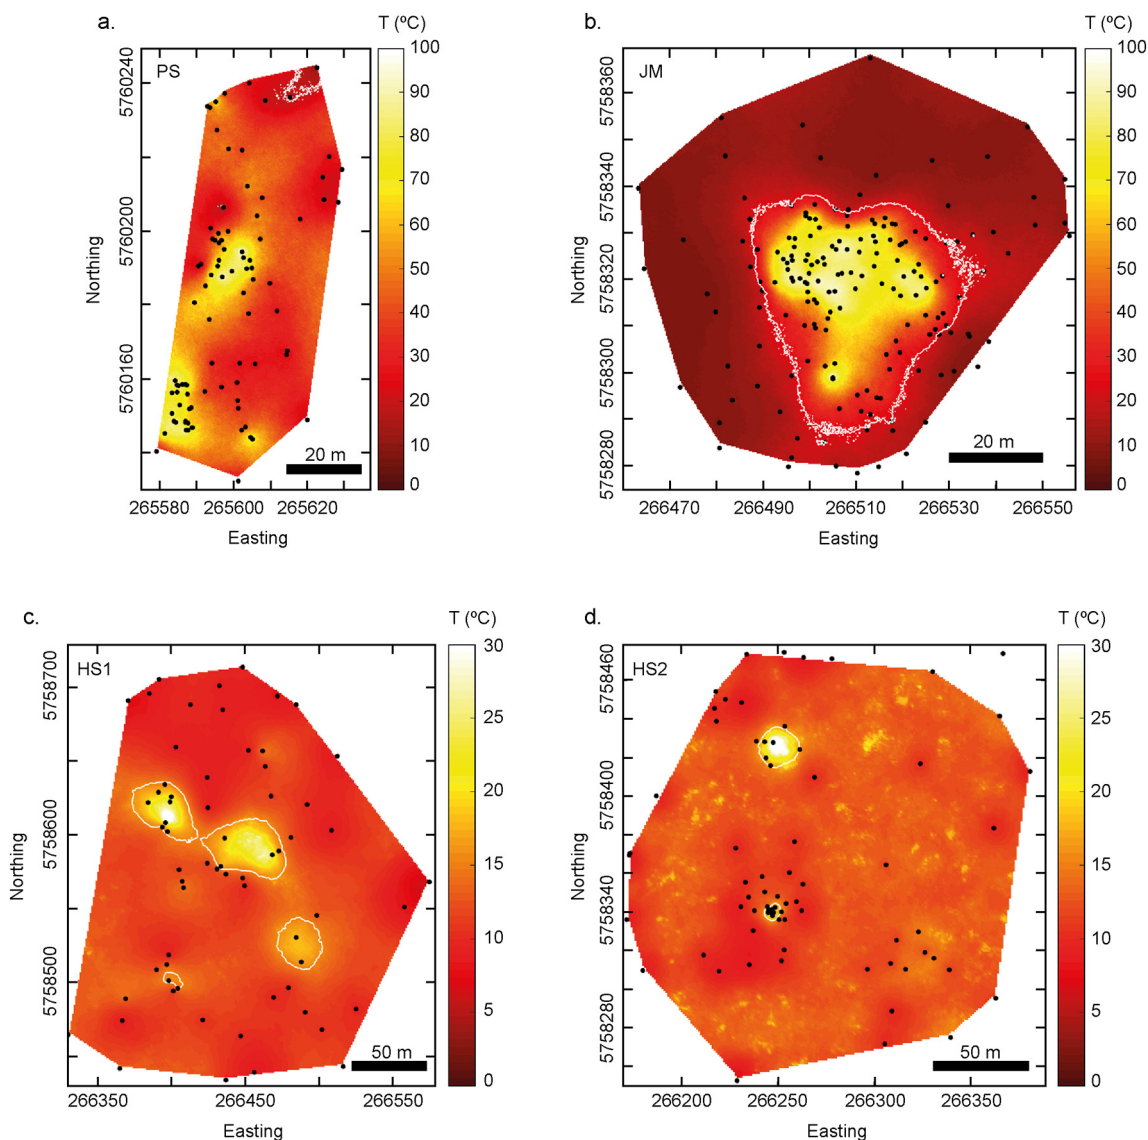 a.
T (ºC)
PS
100
90
80
70
60
50
40
30
20
10
0
5760240
5760200
5760160
Northing
20 m
265580 265600 265620
Easting
b.
T (ºC)
JM
100
90
80
70
60
50
40
30
20
10
0
5758360
5758340
5758320
5758300
5758280
Northing
20 m
266470 266490 266510 266530 266550
Easting
c.
T (ºC)
HS1
30
25
20
15
10
5
0
5758700
5758600
5758500
Northing
50 m
266350 266450 266550
Easting
d.
T (ºC)
HS2
30
25
20
15
10
5
0
5758460
5758400
5758340
5758280
Northing
50 m
266200 266250 266300 266350
Easting